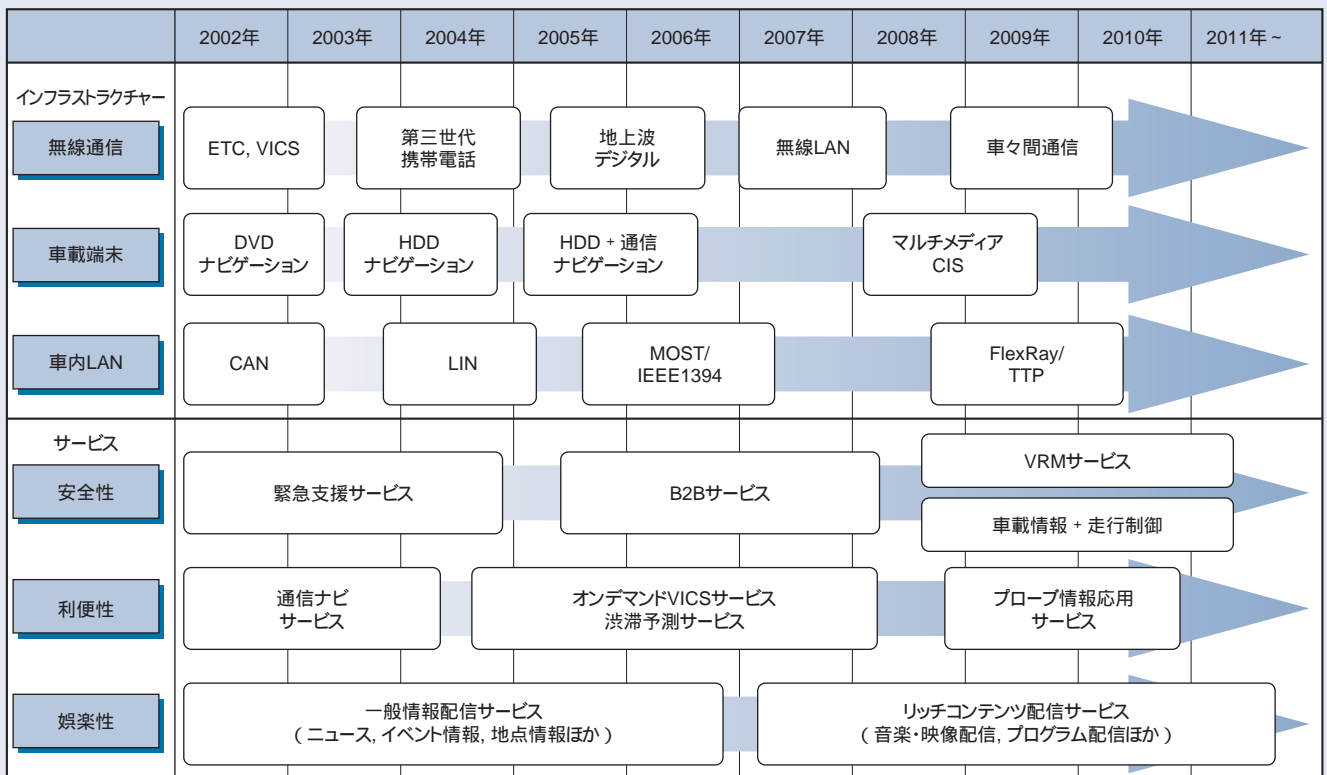 2002年 2003年 2004年 2005年 2006年 2007年 2008年 2009年 2010年 2011年~
インフラストラクチャー
無線通信
ETC, VICS
第三世代
携帯電話
地上波
デジタル
無線LAN
車々間通信
車載端末
DVD
ナビゲーション
HDD
ナビゲーション
HDD + 通信
ナビゲーション
マルチメディア
CIS
車内LAN
CAN
LIN
MOST/
IEEE1394
FlexRay/
TTP
サービス
安全性
緊急支援サービス
B2Bサービス
VRMサービス
車載情報 + 走行制御
利便性
通信ナビ
サービス
オンデマンドVICSサービス
渋滞予測サービス
プローブ情報応用
サービス
娯楽性
一般情報配信サービス
(ニュース, イベント情報, 地点情報ほか)
リッチコンテンツ配信サービス
(音楽・映像配信, プログラム配信ほか)